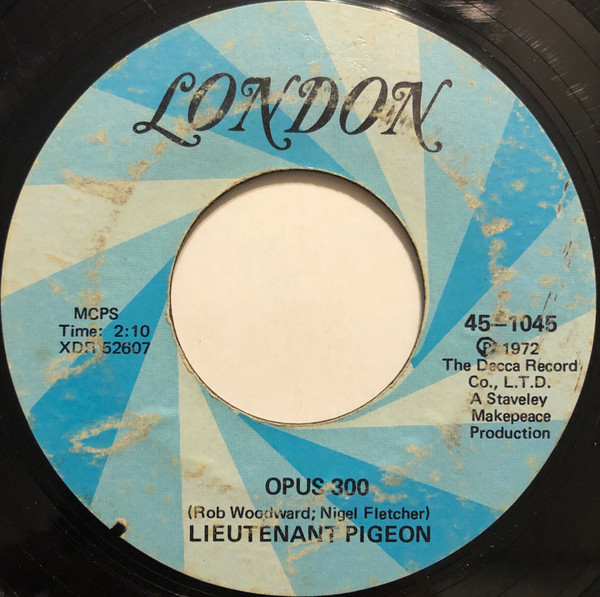 LONDON
MCPS
Time: 2:10
XDR 52607
45-1045
Ⓟ 1972
The Decca Record
Co., L.T.D.
A Staveley
Makepeace
Production
OPUS 300
(Rob Woodward; Nigel Fletcher)
LIEUTENANT PIGEON